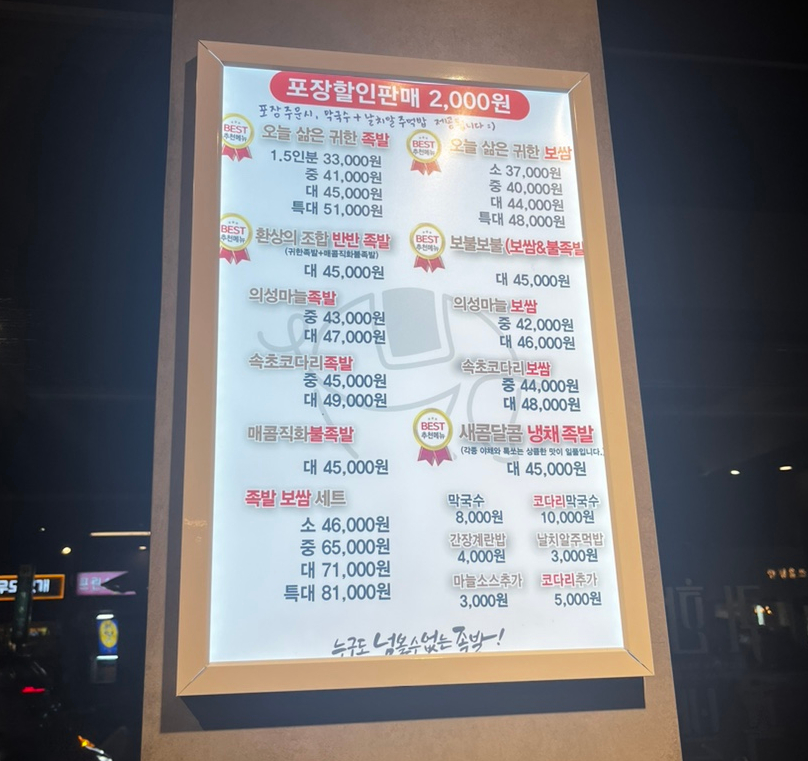 포장할인판매 2,000원
포장주문시, 막국수 + 날치알주먹밥 제공됩니다 :)
BEST
추천메뉴
오늘 삶은 귀한 족발
1.5인분 33,000원
중 41,000원
대 45,000원
특대 51,000원
BEST
추천메뉴
오늘 삶은 귀한 보쌈
소 37,000원
중 40,000원
대 44,000원
특대 48,000원
BEST
추천메뉴
환상의 조합 반반 족발
(귀한족발+매콤직화불족발)
대 45,000원
BEST
추천메뉴
보불보불 (보쌈&불족발
대 45,000원
의성마늘족발
중 43,000원
대 47,000원
의성마늘 보쌈
중 42,000원
대 46,000원
속초코다리족발
중 45,000원
대 49,000원
속초코다리 보쌈
중 44,000원
대 48,000원
매콤직화불족발
대 45,000원
BEST
추천메뉴
새콤달콤 냉채 족발
(각종 야채와 톡쏘는 상큼한 맛이 일품입니다.
대 45,000원
족발 보쌈 세트
소 46,000원
중 65,000원
대 71,000원
특대 81,000원
막국수
8,000원
코다리막국수
10,000원
간장계란밥
4,000원
날치알주먹밥
3,000원
마늘소스추가
3,000원
코다리추가
5,000원
누구도 넘볼수없는 족발!